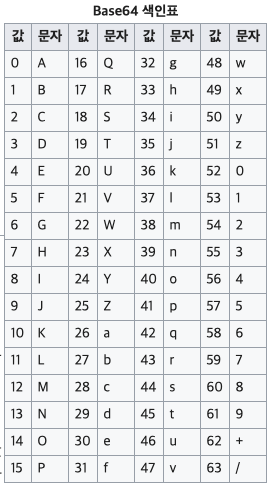 Base64 색인표
값 문자 값 문자 값 문자 값 문자
0 A 16 Q 32 g 48 w
1 B 17 R 33 h 49 x
2 C 18 S 34 i 50 y
3 D 19 T 35 j 51 z
4 E 20 U 36 k 52 0
5 F 21 V 37 l 53 1
6 G 22 W 38 m 54 2
7 H 23 X 39 n 55 3
8 I 24 Y 40 o 56 4
9 J 25 Z 41 p 57 5
10 K 26 a 42 q 58 6
11 L 27 b 43 r 59 7
12 M 28 c 44 s 60 8
13 N 29 d 45 t 61 9
14 O 30 e 46 u 62 +
15 P 31 f 47 v 63 /